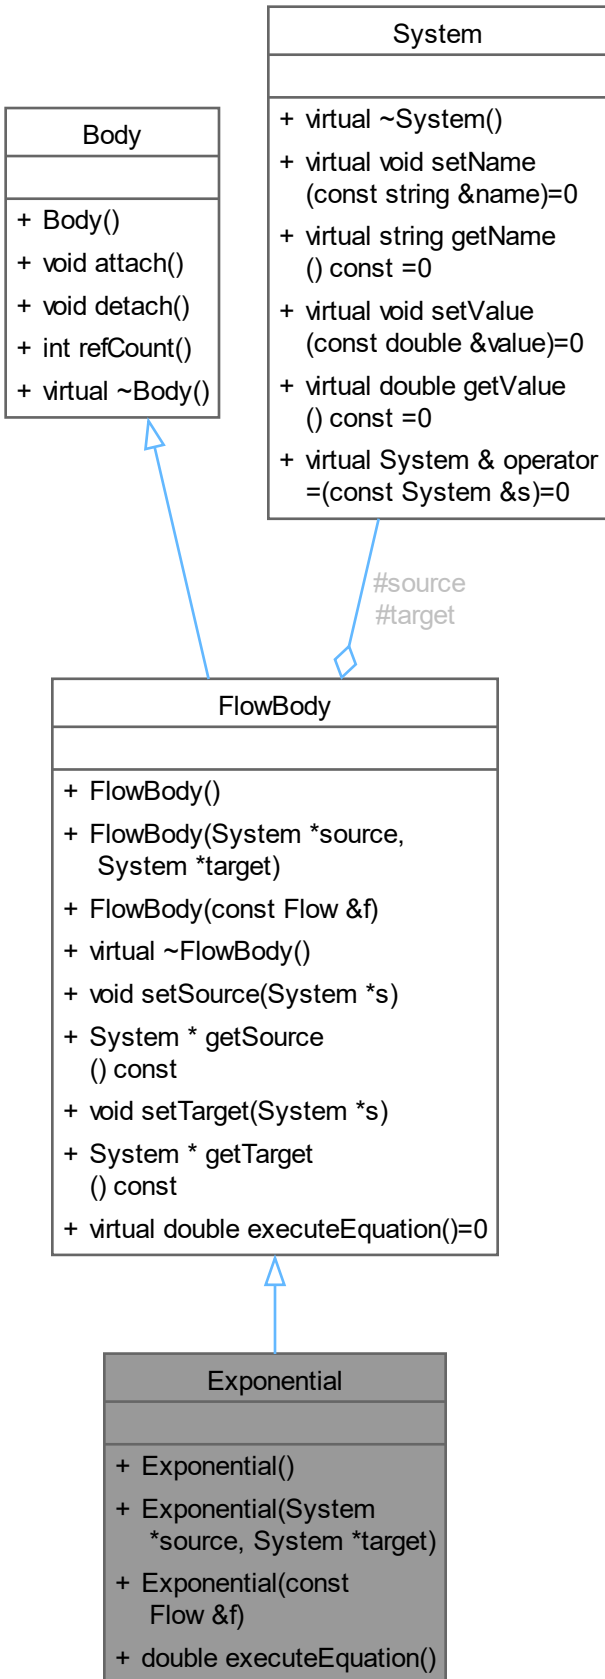 System
+ virtual ~System()
+ virtual void setName
(const string &name)=0
+ virtual string getName
() const =0
+ virtual void setValue
(const double &value)=0
+ virtual double getValue
() const =0
+ virtual System & operator
=(const System &s)=0
Body
+ Body()
+ void attach()
+ void detach()
+ int refCount()
+ virtual ~Body()
#source
#target
FlowBody
+ FlowBody()
+ FlowBody(System *source,
System *target)
+ FlowBody(const Flow &f)
+ virtual ~FlowBody()
+ void setSource(System *s)
+ System * getSource
() const
+ void setTarget(System *s)
+ System * getTarget
() const
+ virtual double executeEquation()=0
Exponential
+ Exponential()
+ Exponential(System
*source, System *target)
+ Exponential(const
Flow &f)
+ double executeEquation()